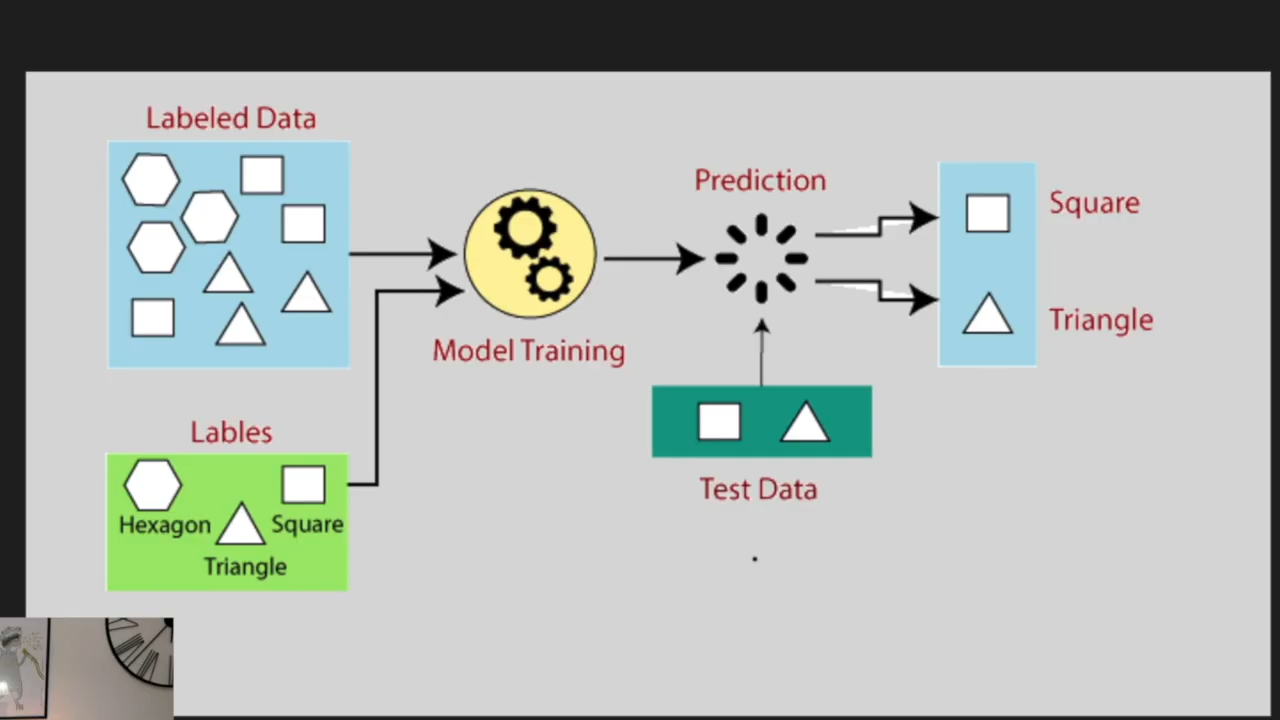 Labeled Data
Prediction
Square
Triangle
Model Training
Lables
Hexagon
Square
Triangle
Test Data